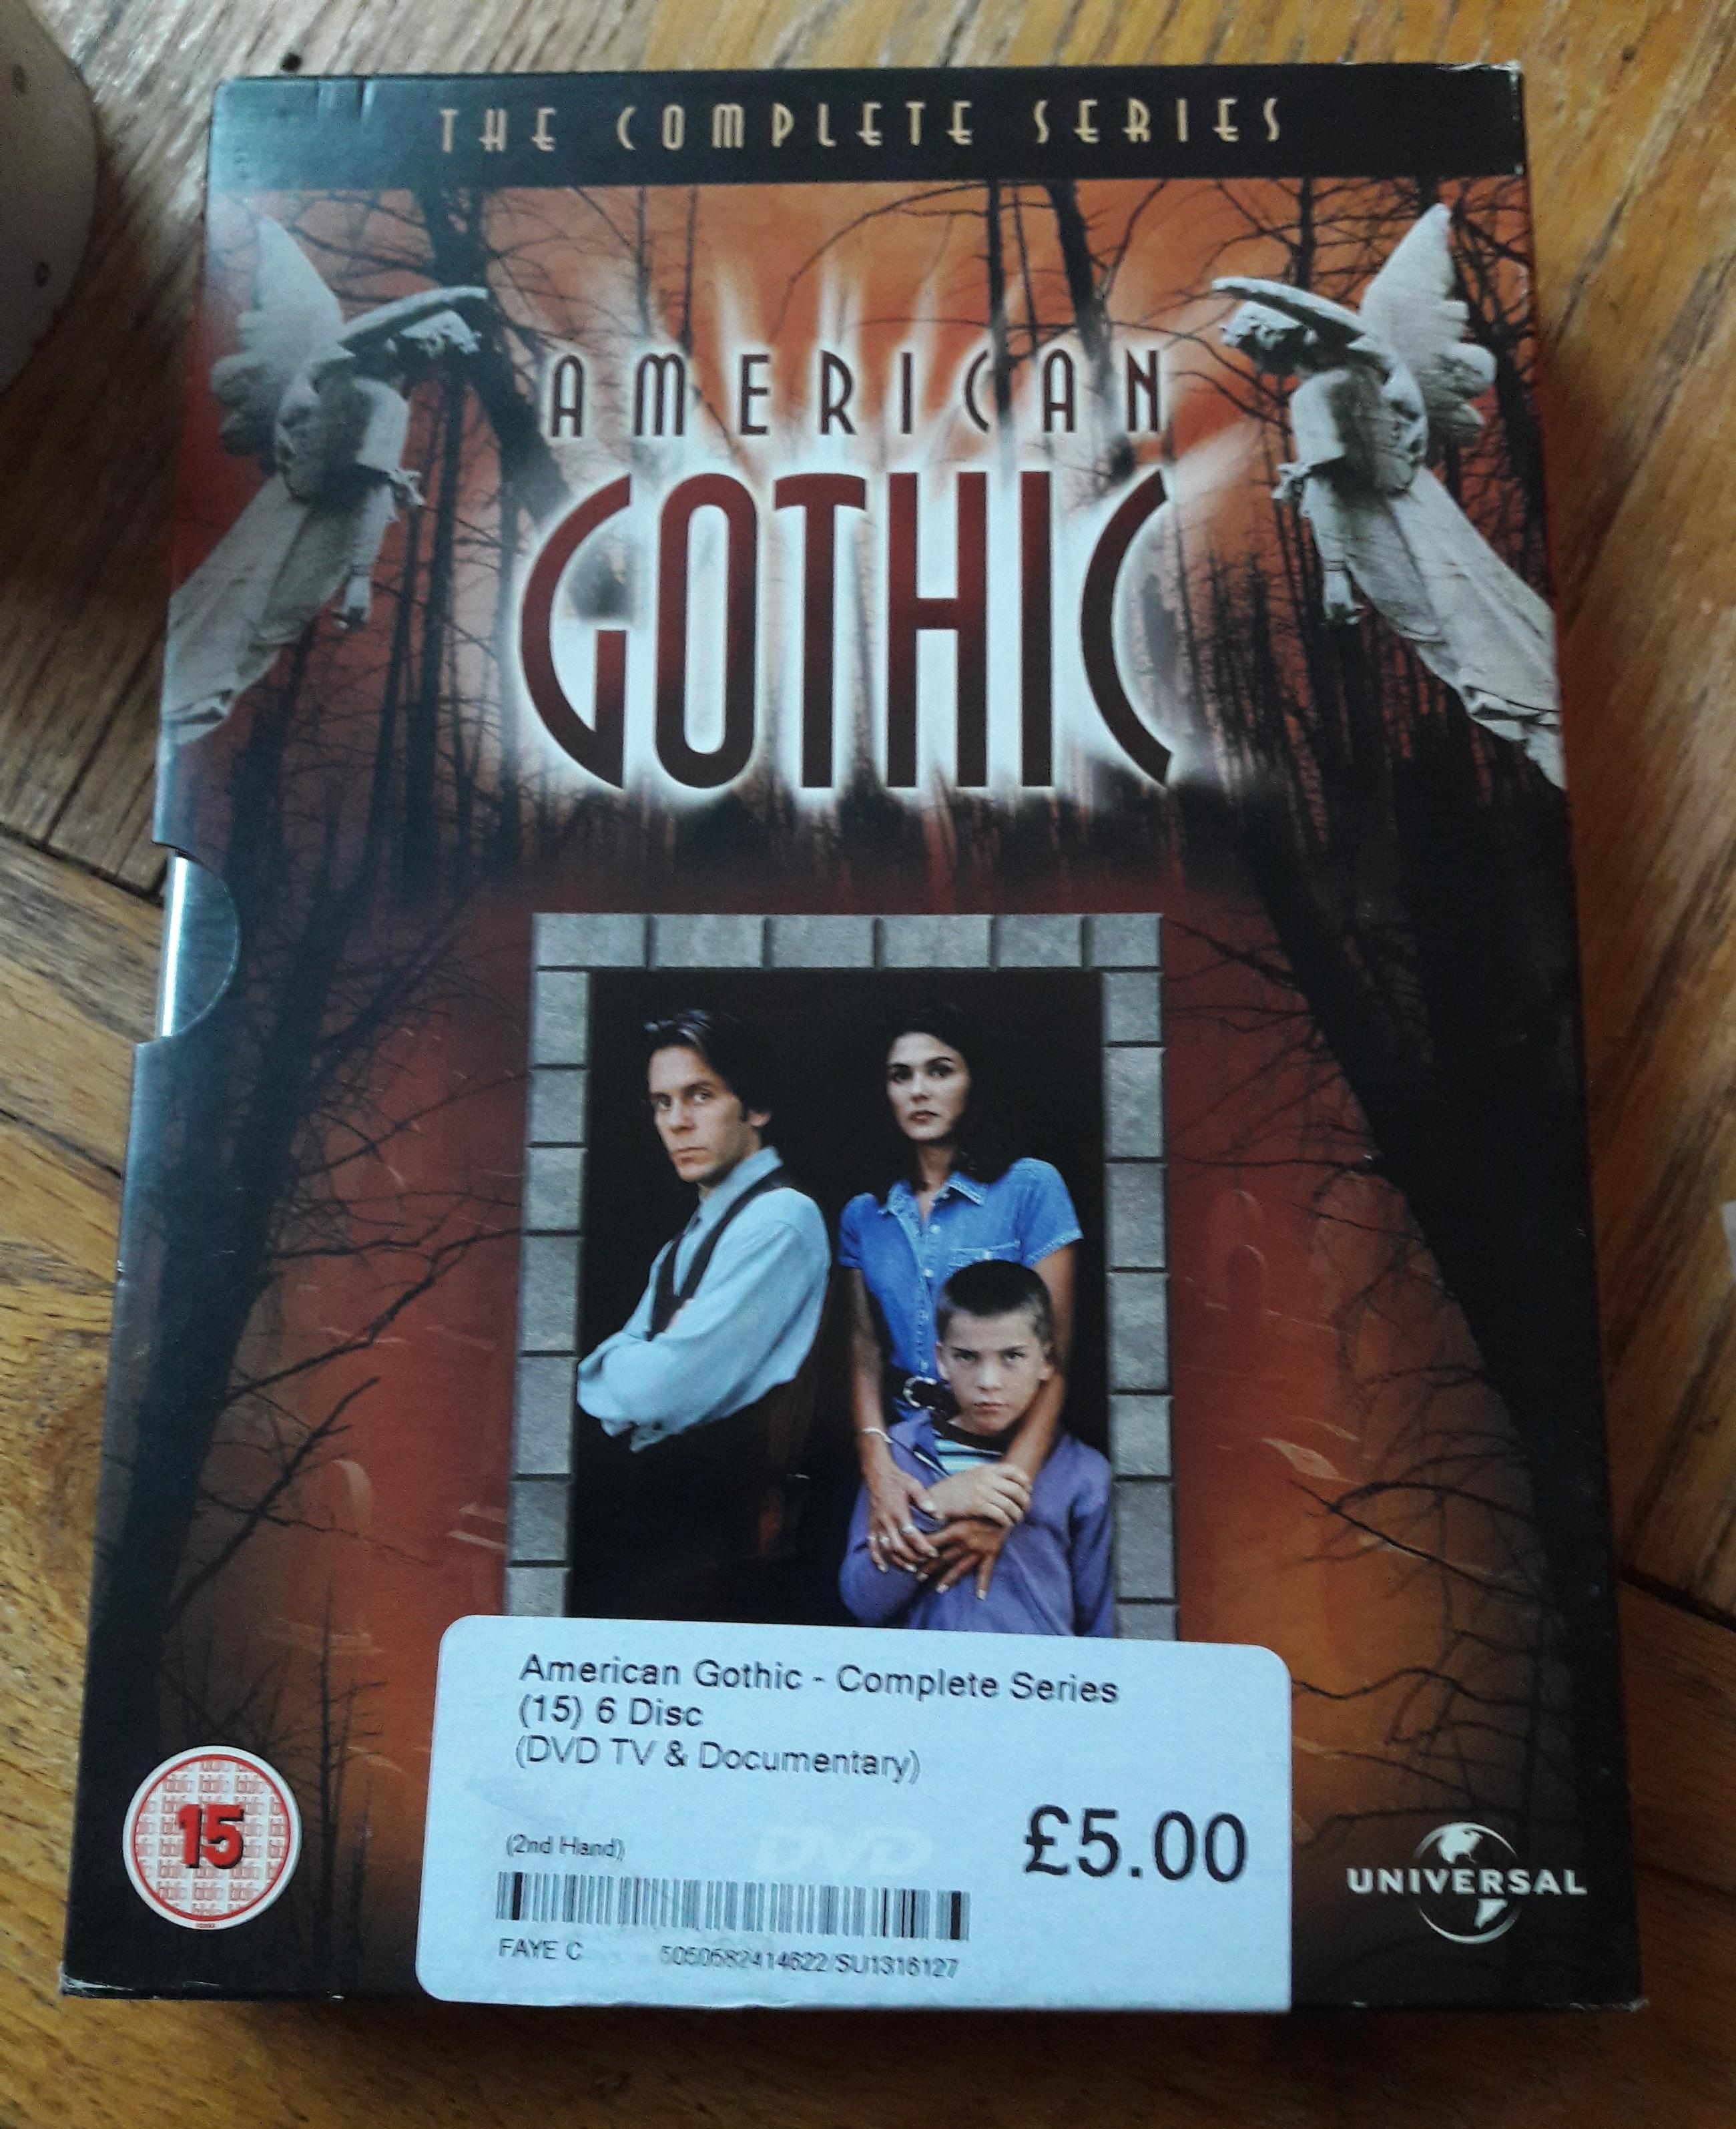 THE COMPLETE SERIES
AMERICAN
GOTHIC
American Gothic - Complete Series
(15) 6 Disc
(DVD TV & Documentary)
£5.00
(2nd Hand)
FAYE C 5050582414622/SU1316127
15
UNIVERSAL